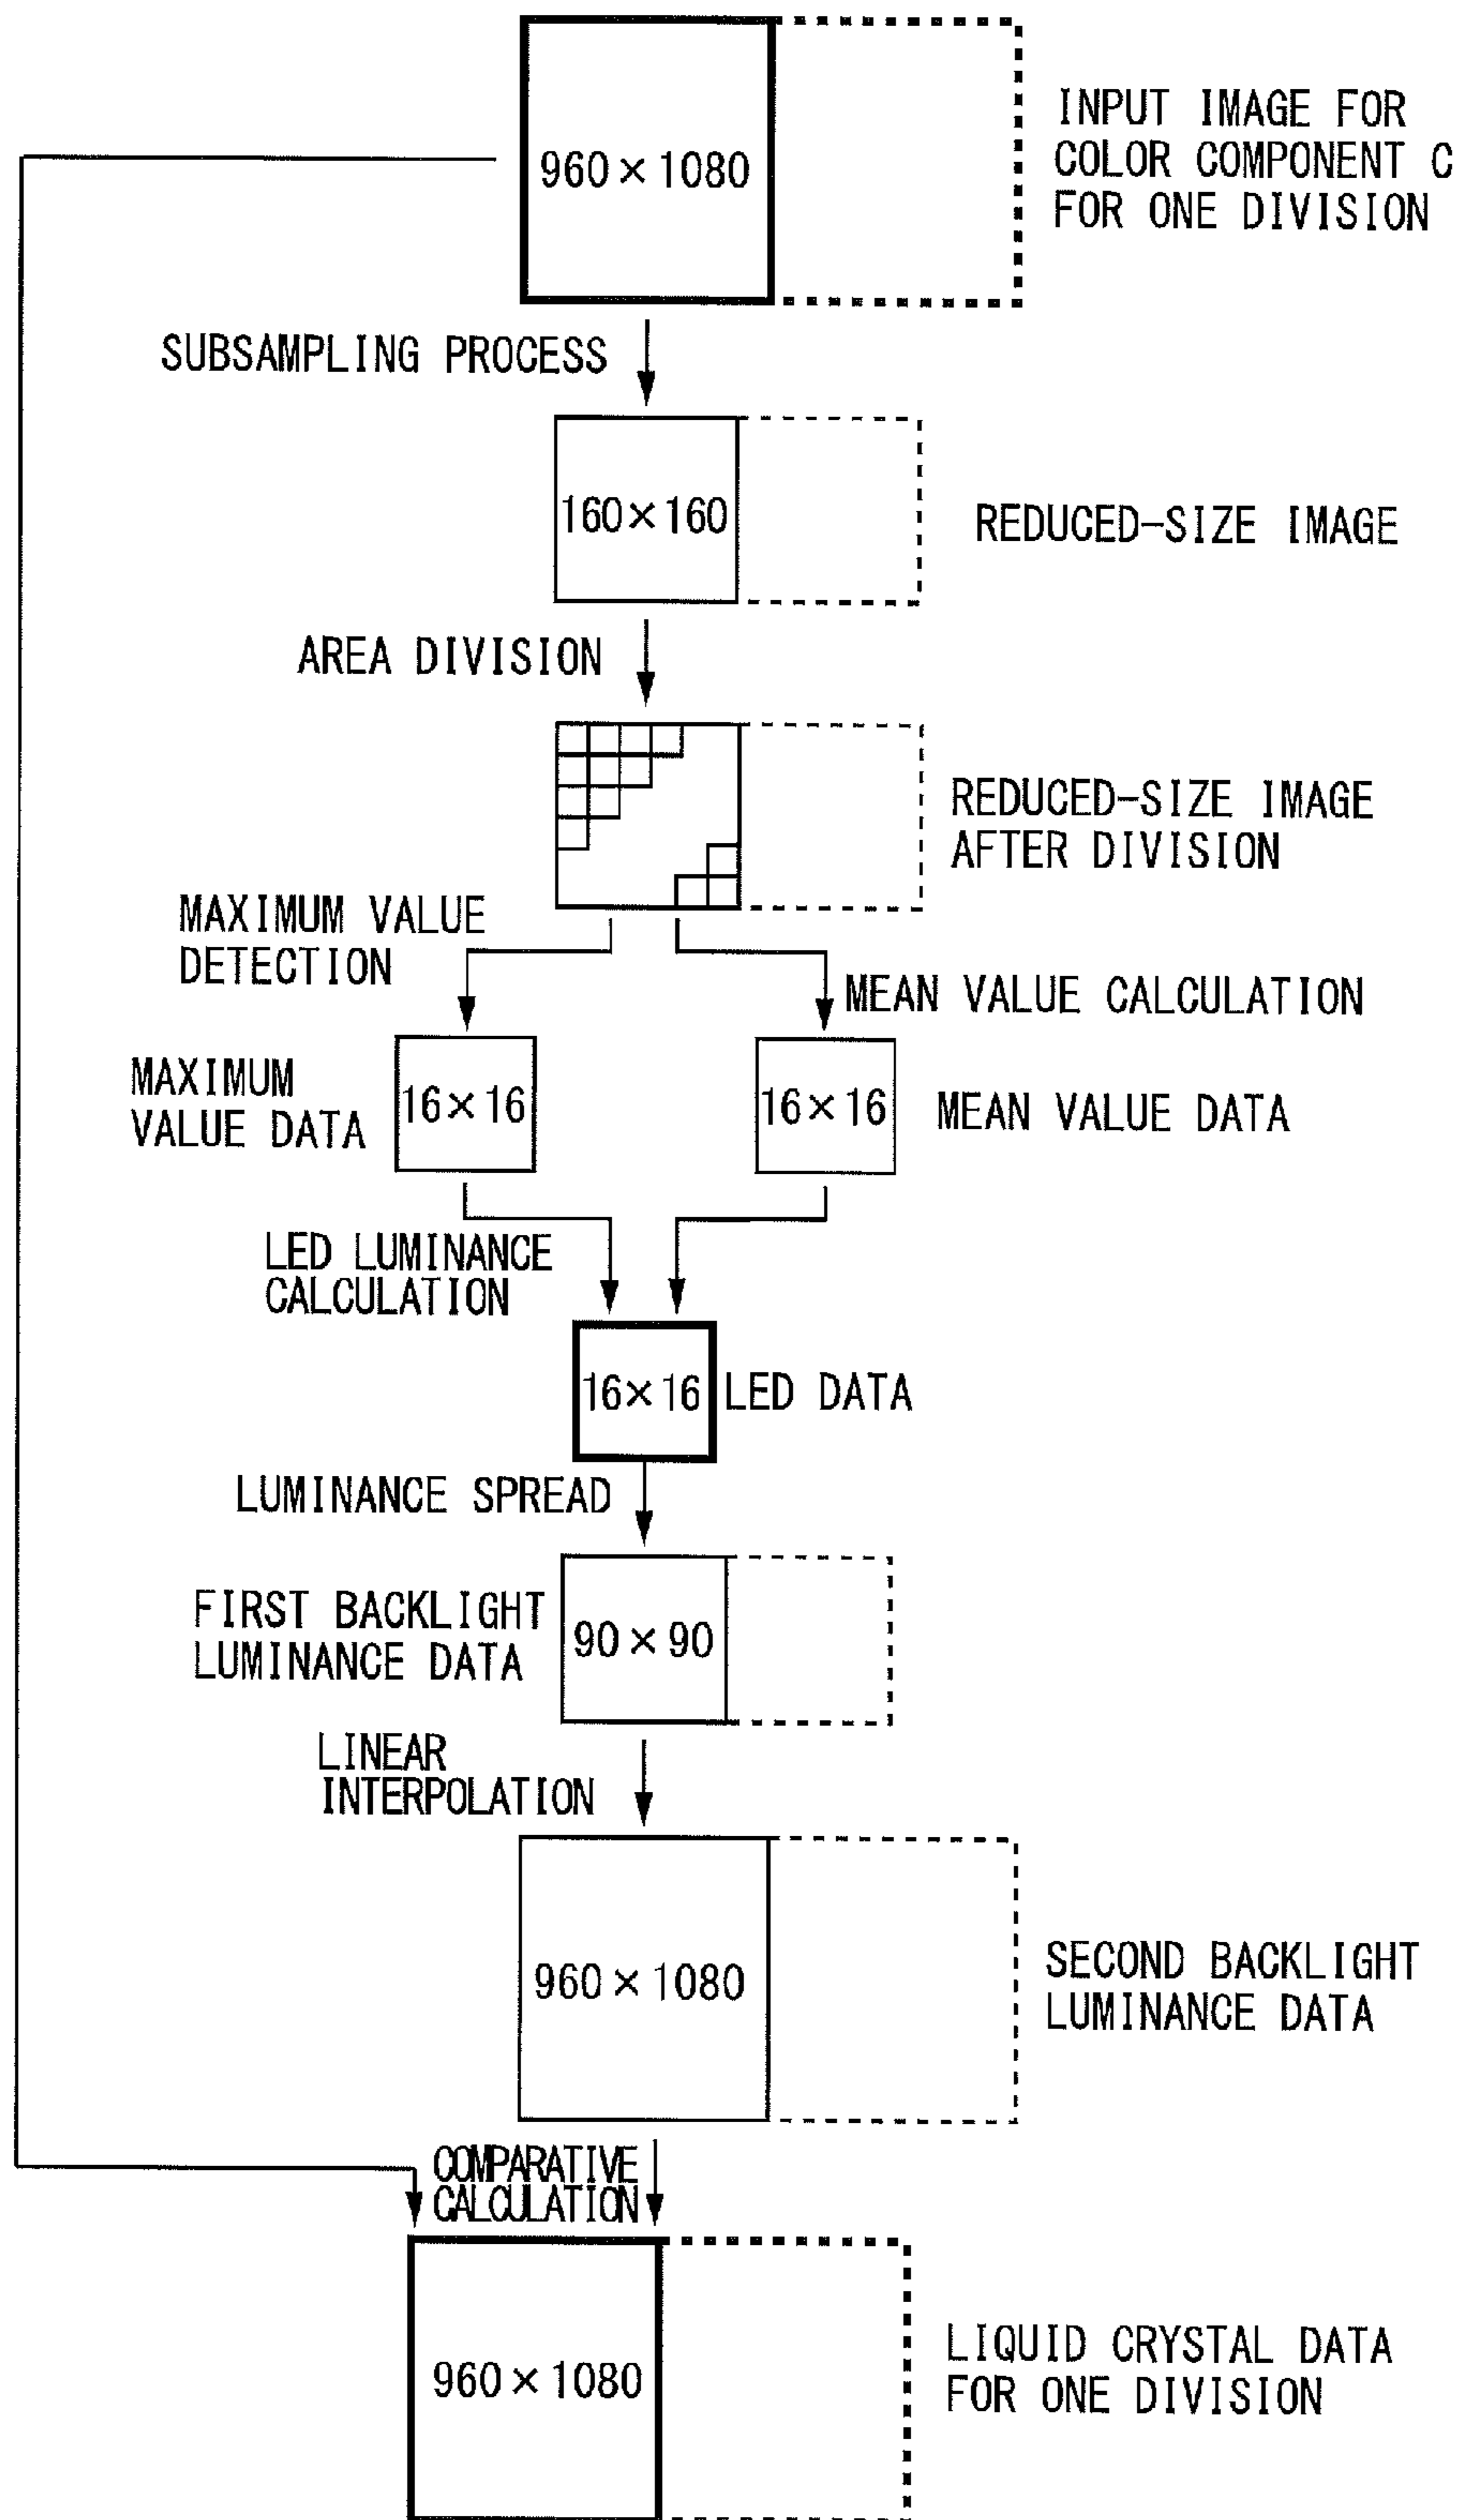 INPUT IMAGE FOR
COLOR COMPONENT C
FOR ONE DIVISION
960×1080
SUBSAMPLING PROCESS
160×160
REDUCED-SIZE IMAGE
AREA DIVISION
REDUCED-SIZE IMAGE
AFTER DIVISION
MAXIMUM VALUE
DETECTION
MEAN VALUE CALCULATION
MAXIMUM
VALUE DATA
16×16
16×16
MEAN VALUE DATA
LED LUMINANCE
CALCULATION
16×16
LED DATA
LUMINANCE SPREAD
FIRST BACKLIGHT
LUMINANCE DATA
90×90
LINEAR
INTERPOLATION
960×1080
SECOND BACKLIGHT
LUMINANCE DATA
COMPARATIVE
CALCULATION
960×1080
LIQUID CRYSTAL DATA
FOR ONE DIVISION